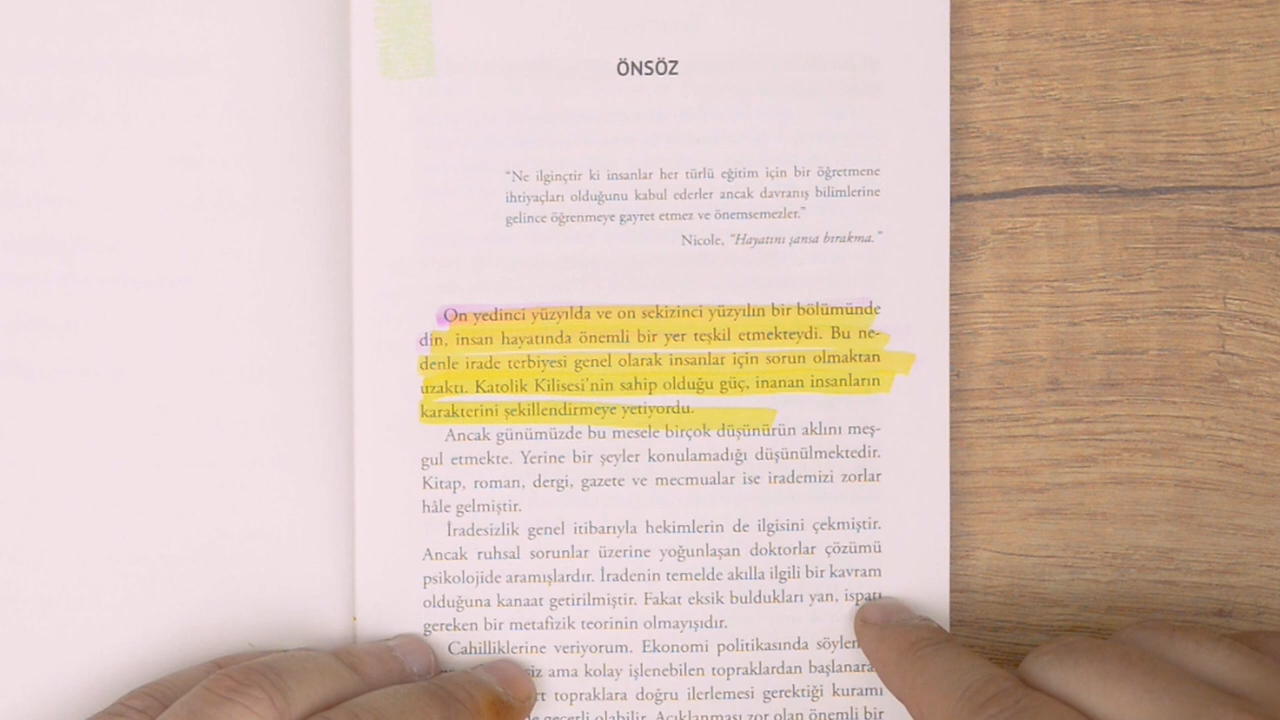 ÖNSÖZ
“Ne ilginçtir ki insanlar her türlü eğitim için bir öğretmene
ihtiyaçları olduğunu kabul ederler ancak davranış bilimlerine
gelince öğrenmeye gayret etmez ve önemsemezler.”
Nicole, “Hayatını şansa bırakma.”
On yedinci yüzyılda ve on sekizinci yüzyılın bir bölümünde
din, insan hayatında önemli bir yer teşkil etmekteydi. Bu ne-
denle irade terbiyesi genel olarak insanlar için sorun olmaktan
uzaktı. Katolik Kilisesi’nin sahip olduğu güç, inanan insanların
karakterini şekillendirmeye yetiyordu.
Ancak günümüzde bu mesele birçok düşünürün aklını meş-
gul etmekte. Yerine bir şeyler konulamadığı düşünülmektedir.
Kitap, roman, dergi, gazete ve mecmualar ise irademizi zorlar
hâle gelmiştir.
İradesizlik genel itibarıyla hekimlerin de ilgisini çekmiştir.
Ancak ruhsal sorunlar üzerine yoğunlaşan doktorlar çözümü
psikolojide aramışlardır. İradenin temelde akılla ilgili bir kavram
olduğuna kanaat getirilmiştir. Fakat eksik buldukları yan, ispatı
gereken bir metafizik teorinin olmayışıdır.
Cahilliklerine veriyorum. Ekonomi politikasında
ama kolay işlenebilen topraklardan
topraklara doğru ilerlemesi gerektiği kuramı
geçerli olabilir. Açıklanması zor olan önemli bir